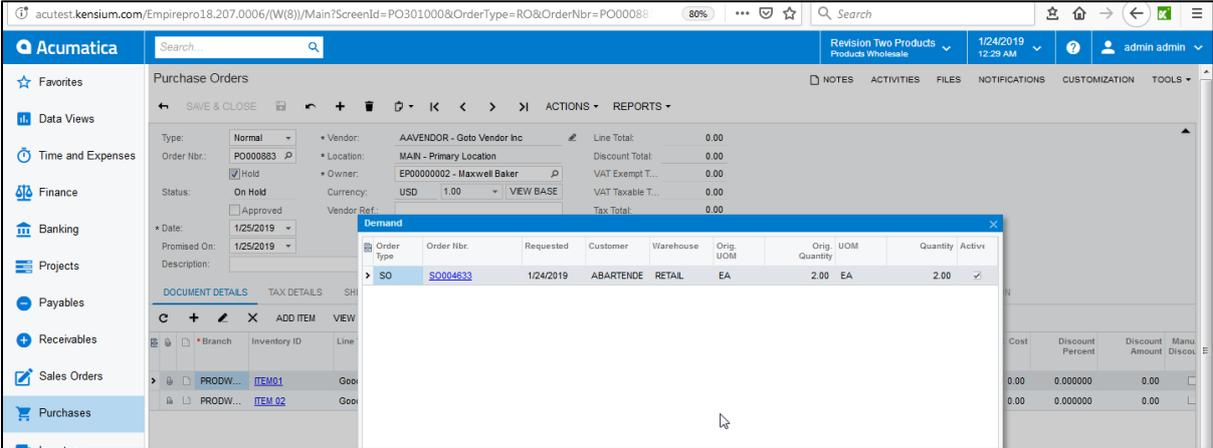 acutest.kensium.com/Empirepro18.207.0006/(W(8))/Main?ScreenId=PO301000&OrderType=RO&OrderNbr=PO00088 80% Search
Acumatica Search... Revision Two Products Products Wholesale 1/24/2019 12:29 AM ? admin admin
Favorites
Data Views
Time and Expenses
Finance
Banking
Projects
Payables
Receivables
Sales Orders
Purchases
Purchase Orders NOTES ACTIVITIES FILES NOTIFICATIONS CUSTOMIZATION TOOLS
SAVE & CLOSE ACTIONS REPORTS
Type: Normal * Vendor: AAVENDOR - Goto Vendor Inc Line Total: 0.00
Order Nbr.: PO000883 * Location: MAIN - Primary Location Discount Total: 0.00
Hold * Owner: EP00000002 - Maxwell Baker VAT Exempt T... 0.00
Status: On Hold Currency: USD 1.00 VIEW BASE VAT Taxable T... 0.00
Approved Vendor Ref.: Tax Total: 0.00
* Date: 1/25/2019
Promised On: 1/25/2019
Description:
DOCUMENT DETAILS TAX DETAILS SH
ADD ITEM VIEW
* Branch Inventory ID Line Cost Discount Percent Discount Amount Manu. Discou
PRODW... ITEM01 Good 0.00 0.000000 0.00
PRODW... ITEM 02 Good 0.00 0.000000 0.00
Demand
Order Type Order Nbr. Requested Customer Warehouse Orig. UOM Orig. Quantity UOM Quantity Active
SO SO004633 1/24/2019 ABARTENDE RETAIL EA 2.00 EA 2.00